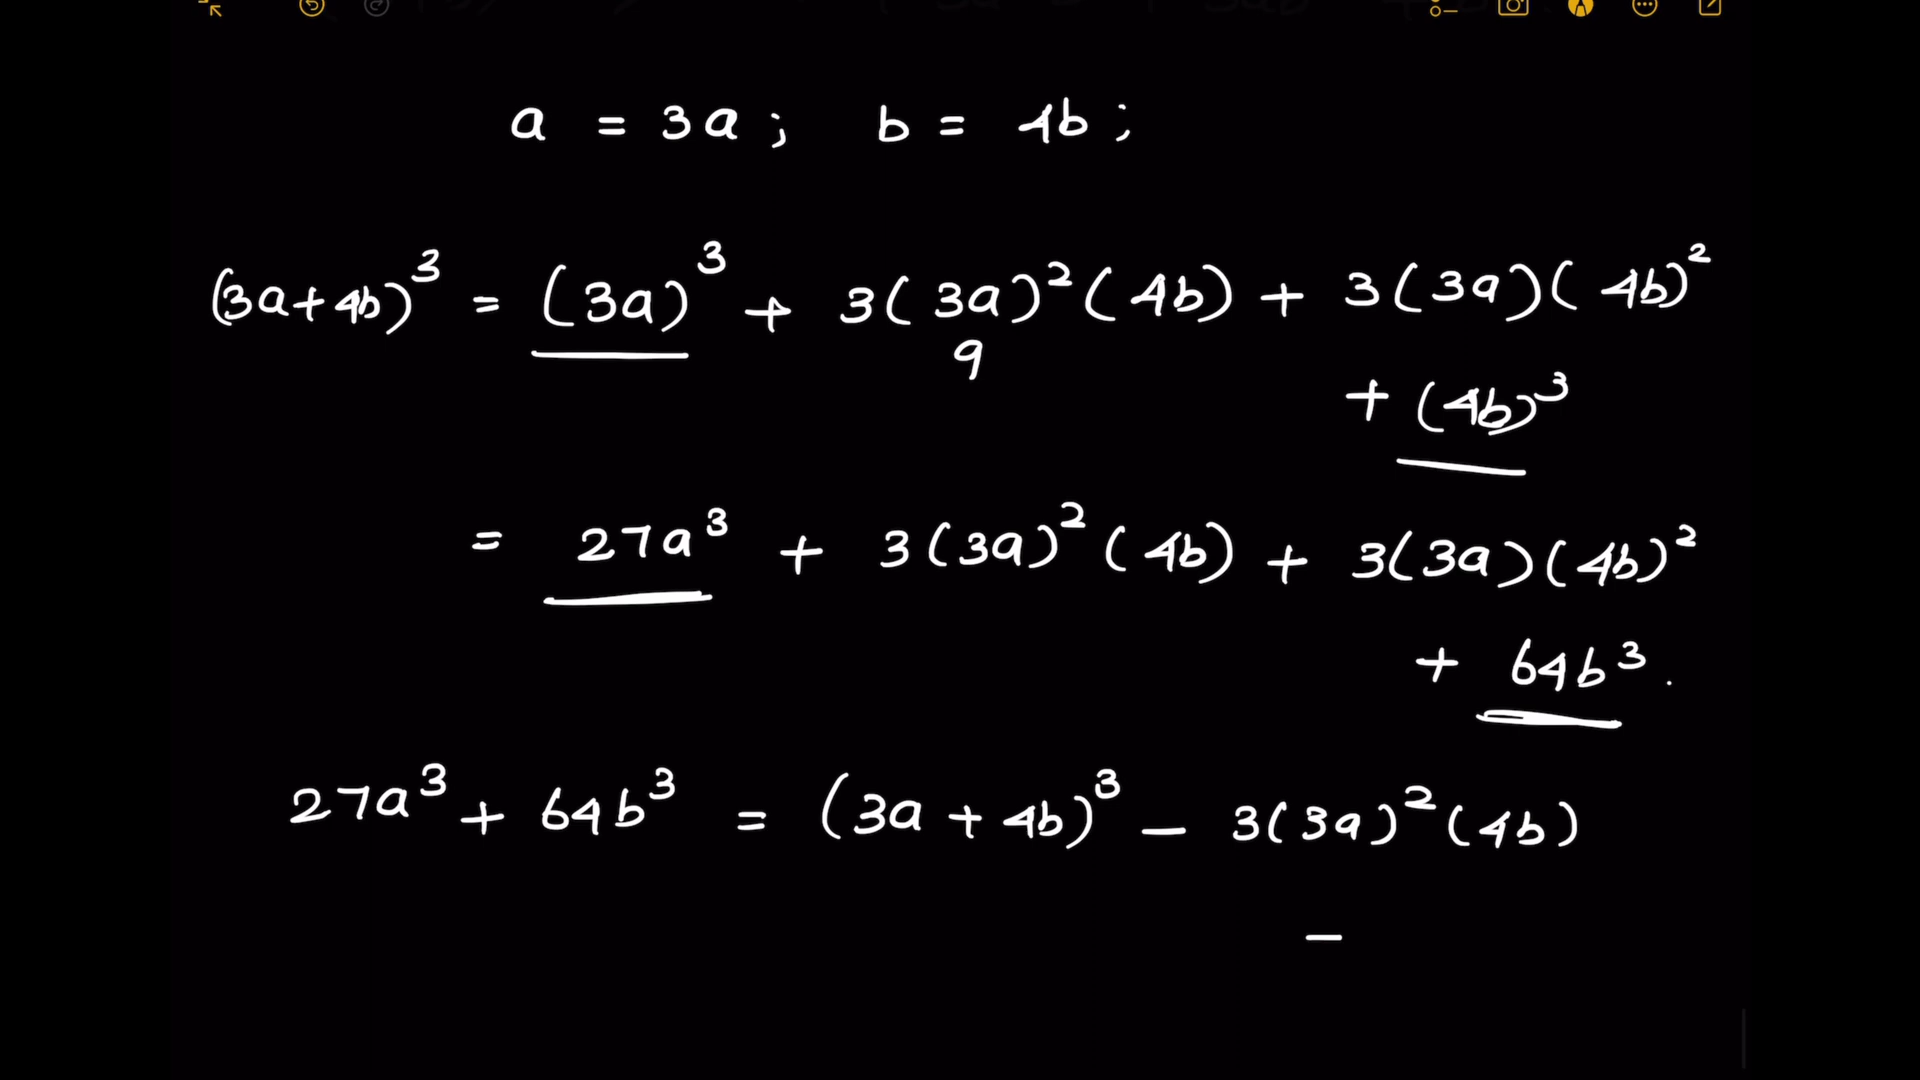 a = 3a ; b = 4b ;
(3a+4b)³ = (3a)³ + 3(3a)²(4b) + 3(3a)(4b)²
9
+ (4b)³
= 27a³ + 3(3a)²(4b) + 3(3a)(4b)²
+ 64b³.
27a³ + 64b³ = (3a + 4b)³ − 3(3a)²(4b)
−